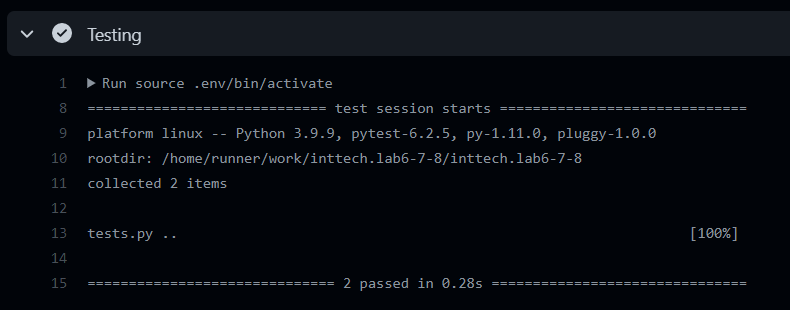 Testing
1 Run source .env/bin/activate
8 ============================= test session starts ==============================
9 platform linux -- Python 3.9.9, pytest-6.2.5, py-1.11.0, pluggy-1.0.0
10 rootdir: /home/runner/work/inttech.lab6-7-8/inttech.lab6-7-8
11 collected 2 items
12
13 tests.py .. [100%]
14
15 ============================== 2 passed in 0.28s ===============================